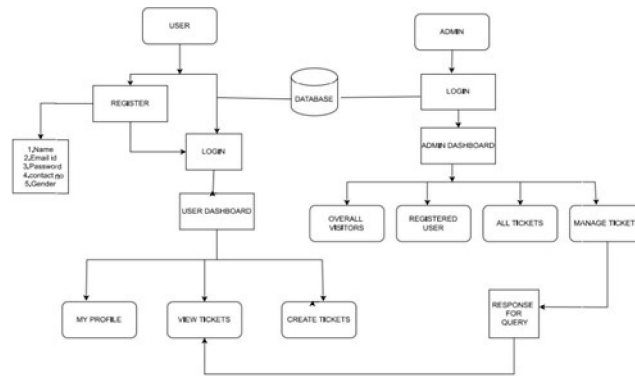 USER
ADMIN
REGISTER
DATABASE
LOGIN
1,Name
2,Email id
3,Password
4,contact no
5,Gender
LOGIN
ADMIN DASHBOARD
USER DASHBOARD
OVERALL
VISITORS
REGISTERED
USER
ALL TICKETS
MANAGE TICKET
MY PROFILE
VIEW TICKETS
CREATE TICKETS
RESPONSE
FOR
QUERY